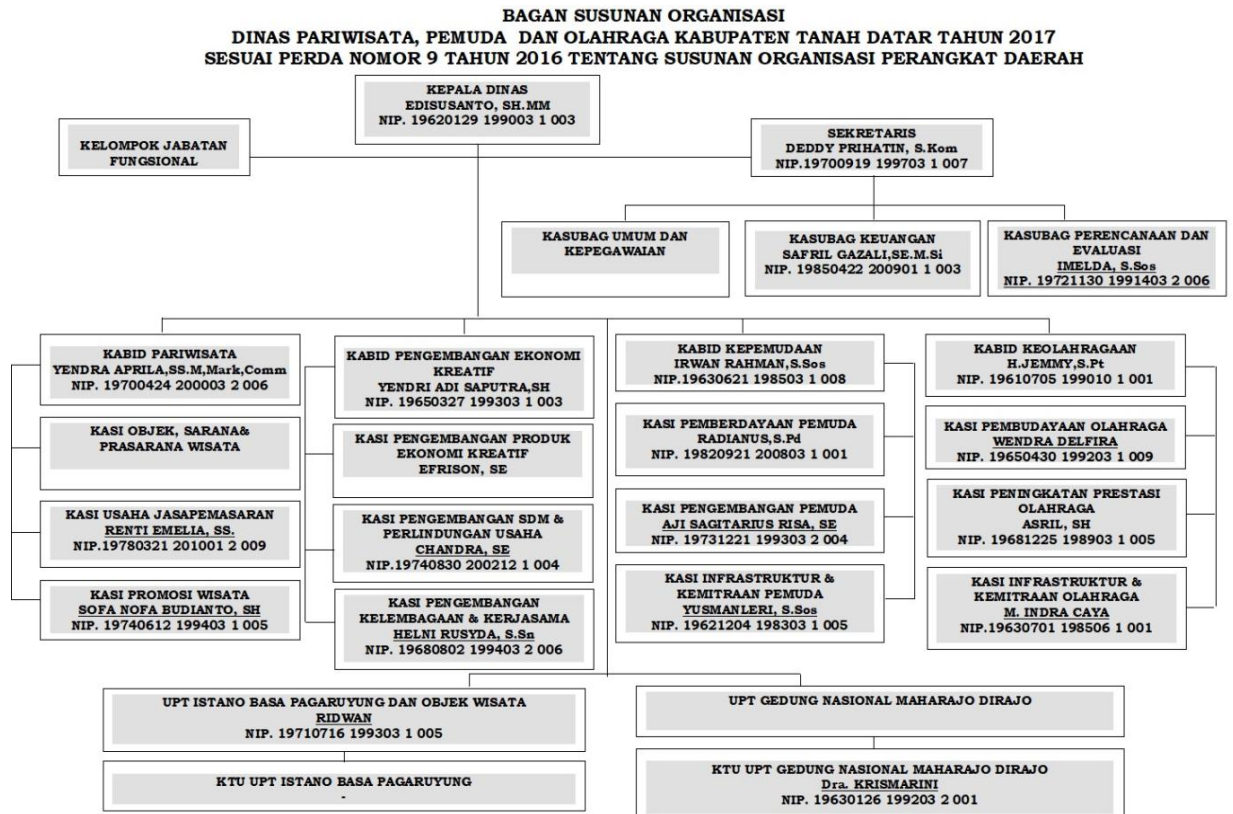 BAGAN SUSUNAN ORGANISASI
DINAS PARIWISATA, PEMUDA DAN OLAHRAGA KABUPATEN TANAH DATAR TAHUN 2017
SESUAI PERDA NOMOR 9 TAHUN 2016 TENTANG SUSUNAN ORGANISASI PERANGKAT DAERAH
KEPALA DINAS
EDISUSANTO, SH.MM
NIP. 19620129 199003 1 003
KELOMPOK JABATAN
FUNGSIONAL
SEKRETARIS
DEDDY PRIHATIN, S.Kom
NIP.19700919 199703 1 007
KASUBAG UMUM DAN
KEPEGAWAIAN
KASUBAG KEUANGAN
SAFRIL GAZALI,SE.M.Si
NIP. 19850422 200901 1 003
KASUBAG PERENCANAAN DAN
EVALUASI
IMELDA, S.Sos
NIP. 19721130 1991403 2 006
KABID PARIWISATA
YENDRA APRILA,SS.M,Mark,Comm
NIP. 19700424 200003 2 006
KASI OBJEK, SARANA&
PRASARANA WISATA
KASI USAHA JASAPEMASARAN
RENTI EMELIA, SS.
NIP.19780321 201001 2 009
KASI PROMOSI WISATA
SOFA NOFA BUDIANTO, SH
NIP. 19740612 199403 1 005
KABID PENGEMBANGAN EKONOMI
KREATIF
YENDRI ADI SAPUTRA,SH
NIP. 19650327 199303 1 003
KASI PENGEMBANGAN PRODUK
EKONOMI KREATIF
EFRISON, SE
KASI PENGEMBANGAN SDM &
PERLINDUNGAN USAHA
CHANDRA, SE
NIP.19740830 200212 1 004
KASI PENGEMBANGAN
KELEMBAGAAN & KERJASAMA
HELNI RUSYDA, S.Sn
NIP. 19680802 199403 2 006
KABID KEPEMUDAAN
IRWAN RAHMAN,S.Sos
NIP.19630621 198503 1 008
KASI PEMBERDAYAAN PEMUDA
RADIANUS,S.Pd
NIP. 19820921 200803 1 001
KASI PENGEMBANGAN PEMUDA
AJI SAGITARIUS RISA, SE
NIP. 19731221 199303 2 004
KASI INFRASTRUKTUR &
KEMITRAAN PEMUDA
YUSMANLERI, S.Sos
NIP. 19621204 198303 1 005
KABID KEOLAHRAGAAN
H.JEMMY,S.Pt
NIP. 19610705 199010 1 001
KASI PEMBUDAYAAN OLAHRAGA
WENDRA DELFIRA
NIP. 19650430 199203 1 009
KASI PENINGKATAN PRESTASI
OLAHRAGA
ASRIL, SH
NIP. 19681225 198903 1 005
KASI INFRASTRUKTUR &
KEMITRAAN OLAHRAGA
M. INDRA CAYA
NIP.19630701 198506 1 001
UPT ISTANO BASA PAGARUYUNG DAN OBJEK WISATA
RIDWAN
NIP. 19710716 199303 1 005
KTU UPT ISTANO BASA PAGARUYUNG
-
UPT GEDUNG NASIONAL MAHARAJO DIRAJO
KTU UPT GEDUNG NASIONAL MAHARAJO DIRAJO
Dra. KRISMARINI
NIP. 19630126 199203 2 001